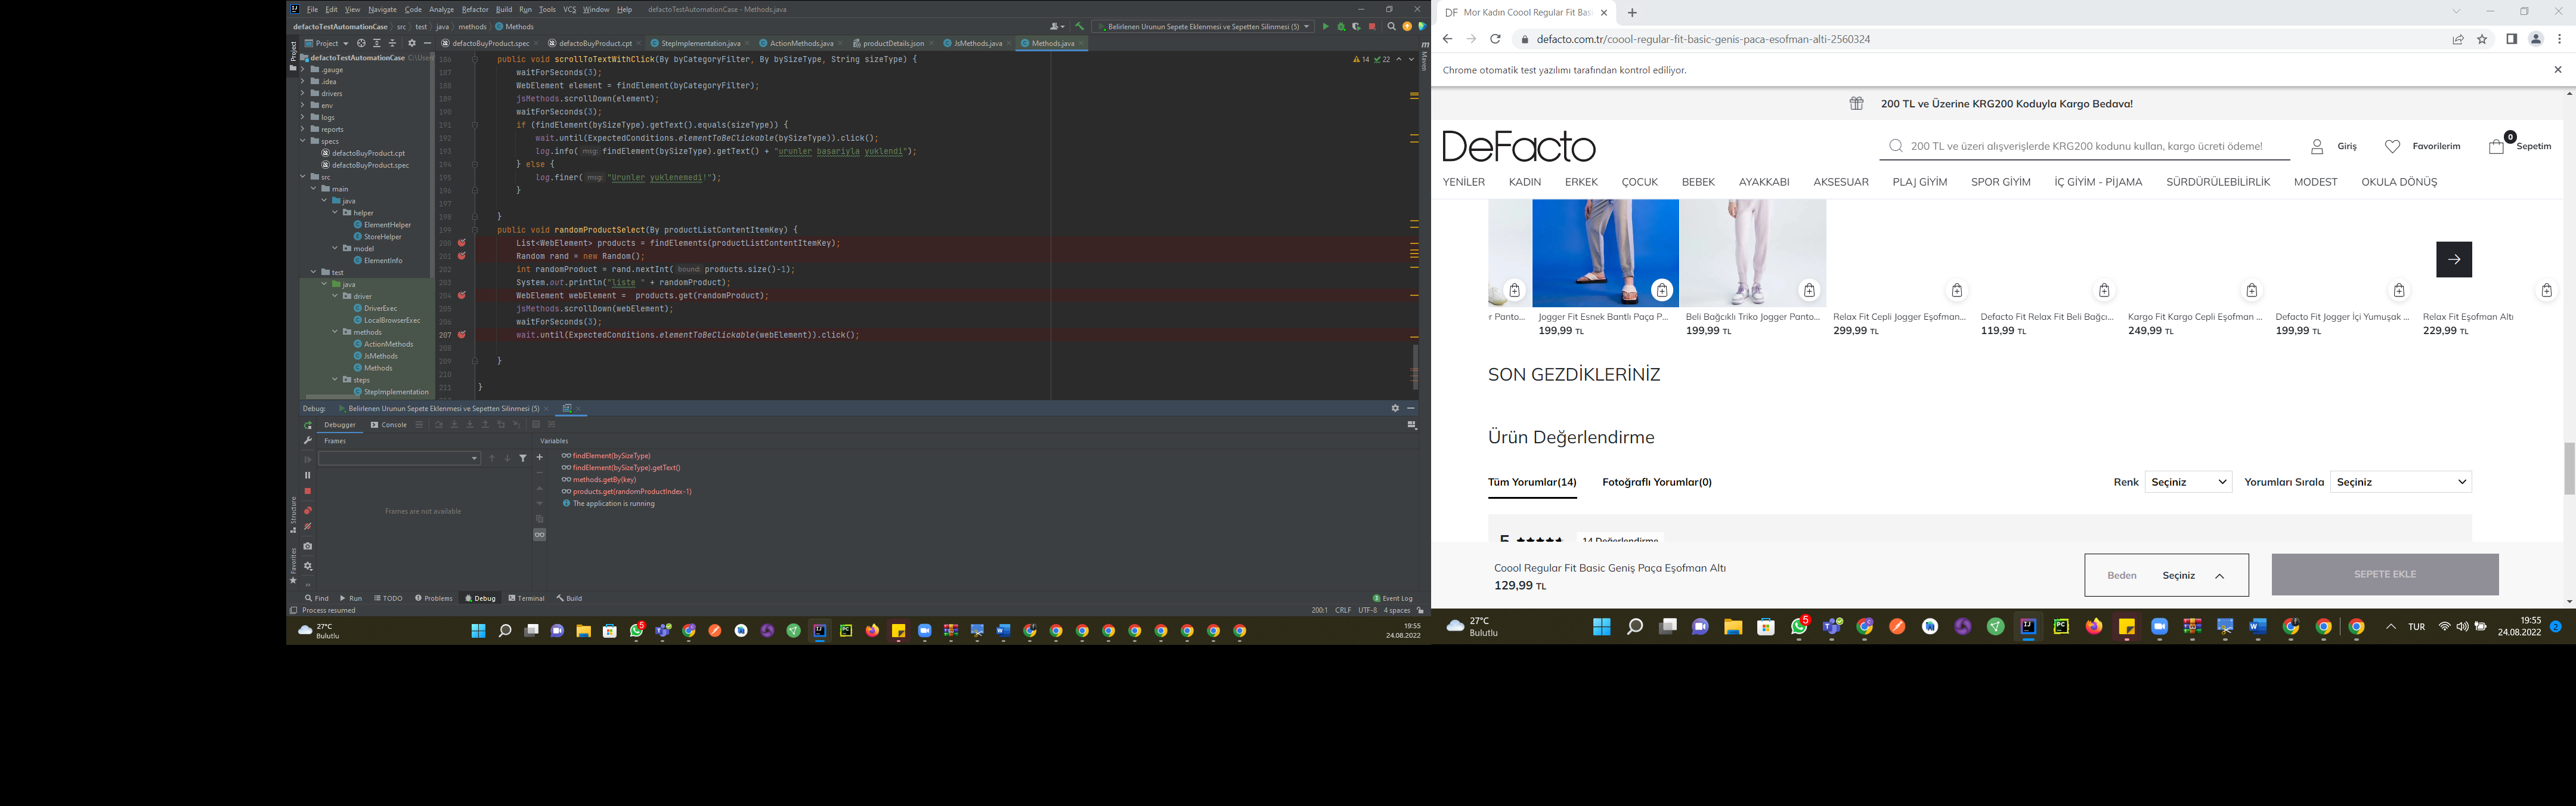 File Edit View Navigate Code Analyze Refactor Build Run Tools VCS Window Help defactoTestAutomationCase - Methods.java
defactoTestAutomationCase src test java methods Methods
Belirlenen Urunun Sepete Eklenmesi ve Sepetten Silinmesi (5)
Project
defactoBuyProduct.spec defactoBuyProduct.cpt StepImplementation.java ActionMethods.java productDetails.json JsMethods.java Methods.java
Project
Maven
Structure
Favorites
defactoTestAutomationCase C:\Users
.gauge
.idea
drivers
env
logs
reports
specs
defactoBuyProduct.cpt
defactoBuyProduct.spec
src
main
java
helper
ElementHelper
StoreHelper
model
ElementInfo
test
java
driver
DriverExec
LocalBrowserExec
methods
ActionMethods
JsMethods
Methods
steps
StepImplementation
14 22
186 public void scrollToTextWithClick(By byCategoryFilter, By bySizeType, String sizeType) {
187 waitForSeconds(3);
188 WebElement element = findElement(byCategoryFilter);
189 jsMethods.scrollDown(element);
190 waitForSeconds(3);
191 if (findElement(bySizeType).getText().equals(sizeType)) {
192 wait.until(ExpectedConditions.elementToBeClickable(bySizeType)).click();
193 log.info( msg: findElement(bySizeType).getText() + "urunler basariyla yuklendi");
194 } else {
195 log.finer( msg: "Urunler yuklenemedi!");
196 }
197
198 }
199 public void randomProductSelect(By productListContentItemKey) {
200 List<WebElement> products = findElements(productListContentItemKey);
201 Random rand = new Random();
202 int randomProduct = rand.nextInt( bound: products.size()-1);
203 System.out.println("liste " + randomProduct);
204 WebElement webElement = products.get(randomProduct);
205 jsMethods.scrollDown(webElement);
206 waitForSeconds(3);
207 wait.until(ExpectedConditions.elementToBeClickable(webElement)).click();
208
209 }
210
211 }
Debug: Belirlenen Urunun Sepete Eklenmesi ve Sepetten Silinmesi (5)
Debugger Console
Frames
Variables
Frames are not available
findElement(bySizeType)
findElement(bySizeType).getText()
methods.getBy(key)
products.get(randomProductIndex-1)
The application is running
Find Run TODO Problems Debug Terminal Build
3 Event Log
Process resumed
200:1 CRLF UTF-8 4 spaces
27°C
Bulutlu
5
19:55
24.08.2022
DF Mor Kadın Coool Regular Fit Bas
defacto.com.tr/coool-regular-fit-basic-genis-paca-esofman-alti-2560324
Chrome otomatik test yazılımı tarafından kontrol ediliyor.
200 TL ve Üzerine KRG200 Koduyla Kargo Bedava!
DeFacto
200 TL ve üzeri alışverişlerde KRG200 kodunu kullan, kargo ücreti ödeme!
Giriş
Favorilerim
0
Sepetim
YENİLER KADIN ERKEK ÇOCUK BEBEK AYAKKABI AKSESUAR PLAJ GİYİM SPOR GİYİM İÇ GİYİM - PİJAMA SÜRDÜRÜLEBİLİRLİK MODEST OKULA DÖNÜŞ
r Panto... Jogger Fit Esnek Bantlı Paça P... Beli Bağcıklı Triko Jogger Panto... Relax Fit Cepli Jogger Eşofman... Defacto Fit Relax Fit Beli Bağcı... Kargo Fit Kargo Cepli Eşofman ... Defacto Fit Jogger İçi Yumuşak ... Relax Fit Eşofman Altı
199,99 TL 199,99 TL 299,99 TL 119,99 TL 249,99 TL 199,99 TL 229,99 TL
SON GEZDİKLERİNİZ
Ürün Değerlendirme
Tüm Yorumlar(14) Fotoğraflı Yorumlar(0)
Renk Seçiniz Yorumları Sırala Seçiniz
5 14 Değerlendirme
Coool Regular Fit Basic Geniş Paça Eşofman Altı
129,99 TL
Beden Seçiniz
SEPETE EKLE
27°C
Bulutlu
5
TUR
19:55
24.08.2022
2